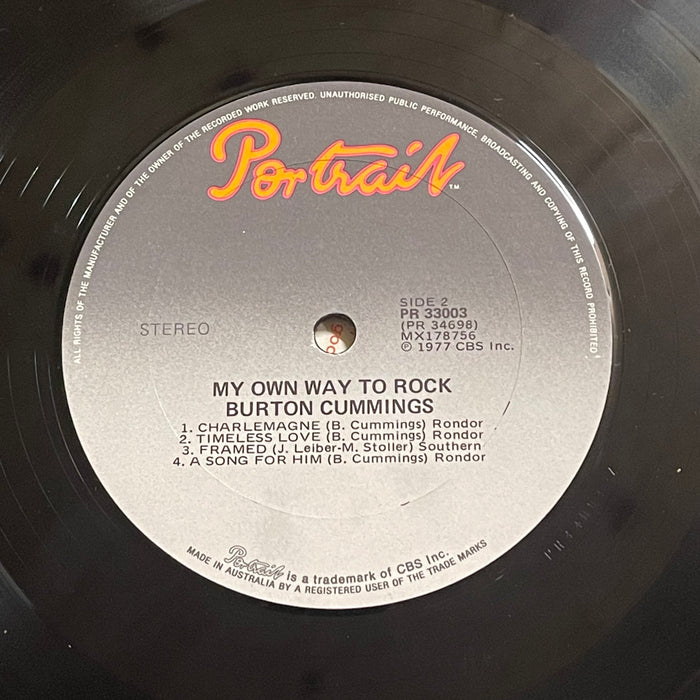 ALL RIGHTS OF THE MANUFACTURER AND OF THE OWNER OF THE RECORDED WORK RESERVED. UNAUTHORISED PUBLIC PERFORMANCE, BROADCASTING AND COPYING OF THIS RECORD PROHIBITED
Portrait T.M.
SIDE 2
PR 33003
(PR 34698)
MX178756
℗ 1977 CBS Inc.
STEREO
MY OWN WAY TO ROCK
BURTON CUMMINGS
1. CHARLEMAGNE (B. Cummings) Rondor
2. TIMELESS LOVE (B. Cummings) Rondor
3. FRAMED (J. Leiber-M. Stoller) Southern
4. A SONG FOR HIM (B. Cummings) Rondor
Portrait is a trademark of CBS Inc.
MADE IN AUSTRALIA BY A REGISTERED USER OF THE TRADE MARKS